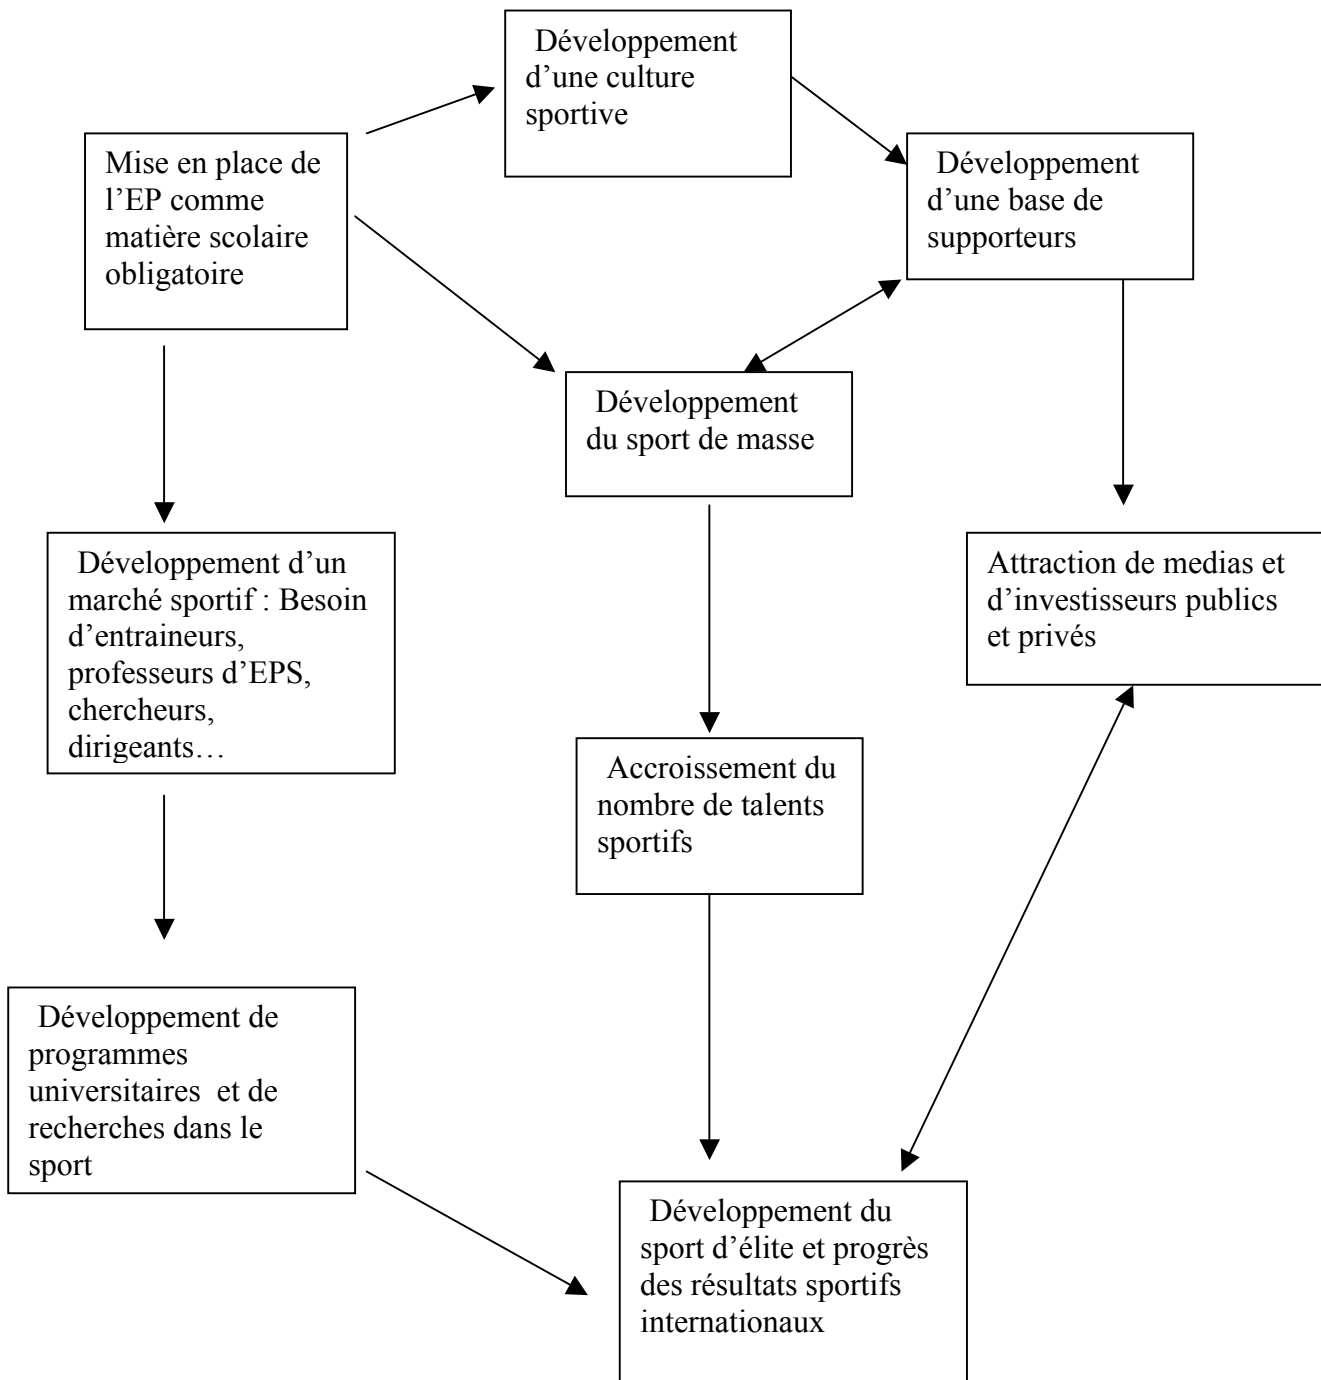 Développement
d’une culture
sportive
Mise en place de
l’EP comme
matière scolaire
obligatoire
Développement
d’une base de
supporteurs
Développement
du sport de masse
Développement d’un
marché sportif : Besoin
d’entraineurs,
professeurs d’EPS,
chercheurs,
dirigeants…
Attraction de medias et
d’investisseurs publics
et privés
Accroissement du
nombre de talents
sportifs
Développement de
programmes
universitaires et de
recherches dans le
sport
Développement du
sport d’élite et progrès
des résultats sportifs
internationaux